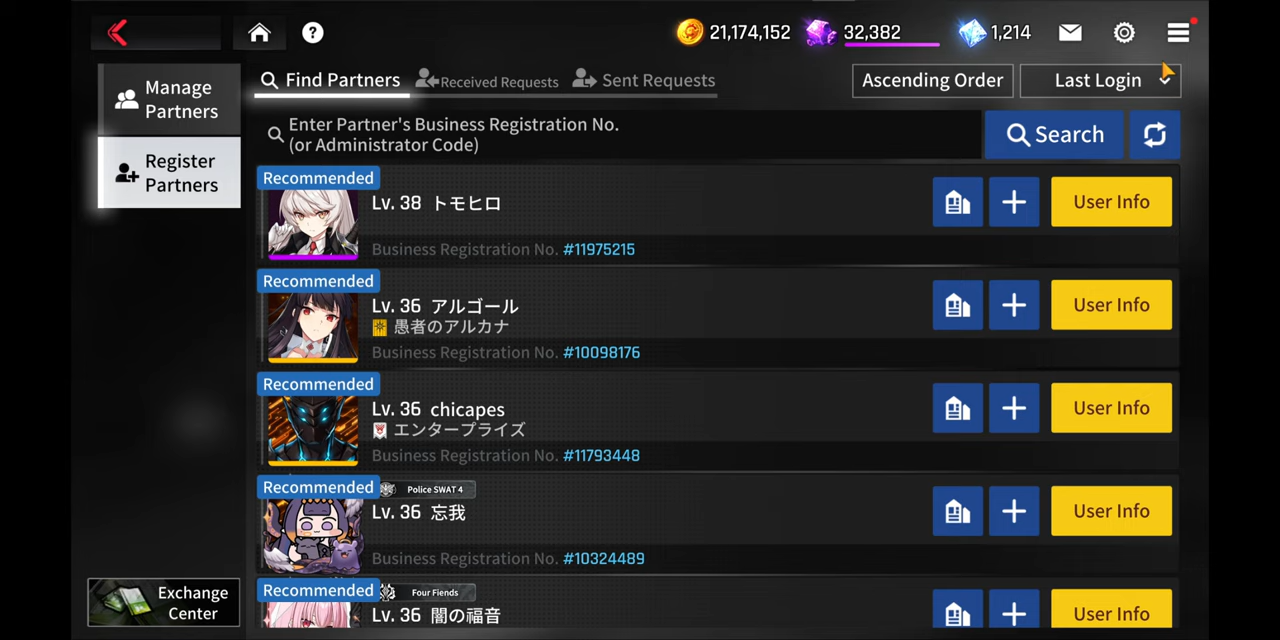 21,174,152
32,382
1,214
Manage
Partners
Register
Partners
Find Partners
Received Requests
Sent Requests
Ascending Order
Last Login
Enter Partner's Business Registration No.
(or Administrator Code)
Search
Recommended
Lv. 38 トモヒロ
User Info
Business Registration No. #11975215
Recommended
Lv. 36 アルゴール
愚者のアルカナ
User Info
Business Registration No. #10098176
Recommended
Lv. 36 chicapes
エンタープライズ
User Info
Business Registration No. #11793448
Recommended
Police SWAT 4
Lv. 36 忘我
User Info
Business Registration No. #10324489
Recommended
Four Fiends
Lv. 36 闇の福音
User Info
Exchange
Center